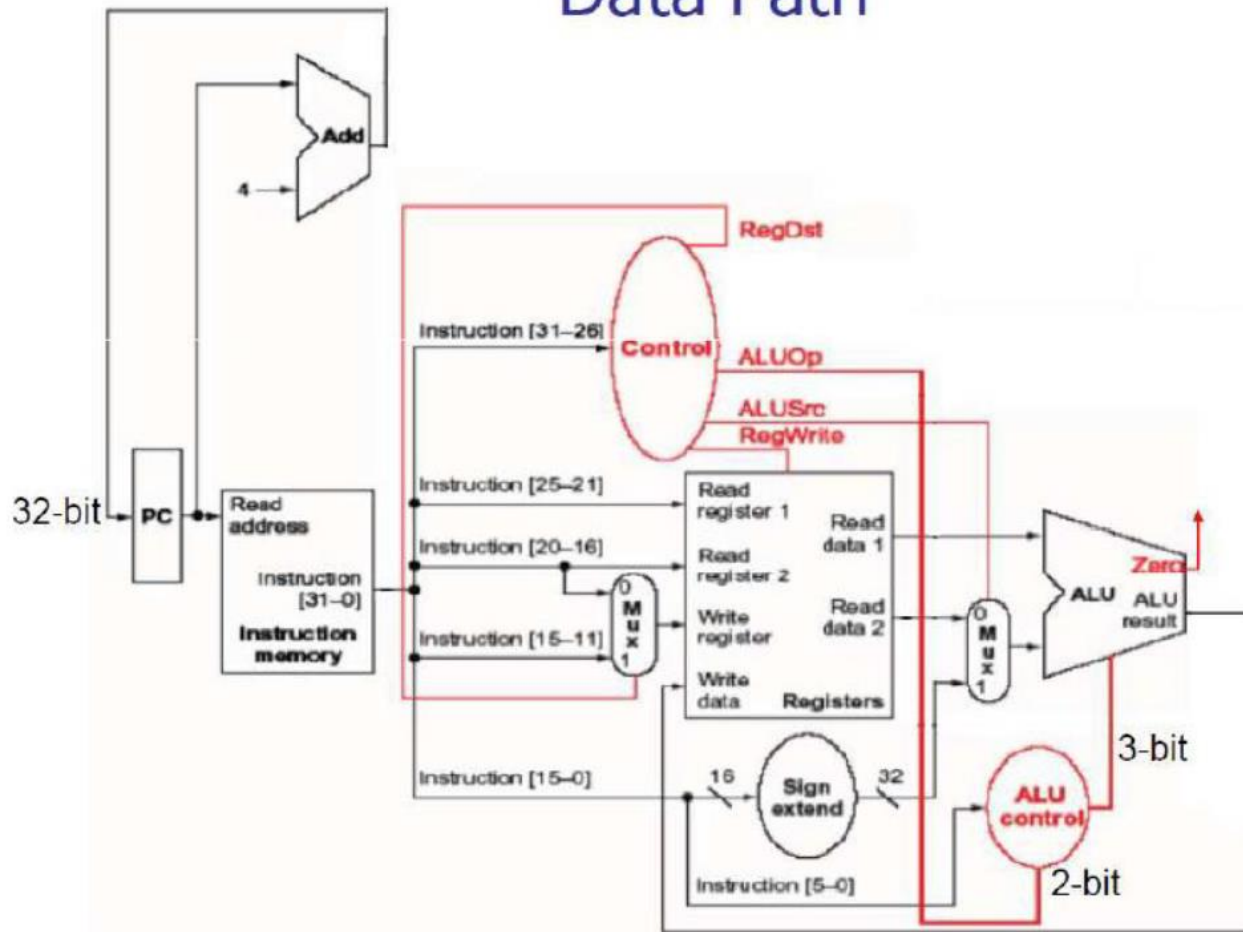 Data Path
Add
4
RegDst
Instruction [31–26]
Control
ALUOp
ALUSrc
RegWrite
32-bit
PC
Read
address
Instruction
[31–0]
Instruction
memory
Instruction [25–21]
Instruction [20–16]
Instruction [15–11]
0
M
u
x
1
Read
register 1
Read
register 2
Write
register
Write
data
Read
data 1
Read
data 2
Registers
0
M
u
x
1
Zero
ALU
ALU
result
3-bit
Instruction [15–0]
16
Sign
extend
32
ALU
control
Instruction [5–0]
2-bit